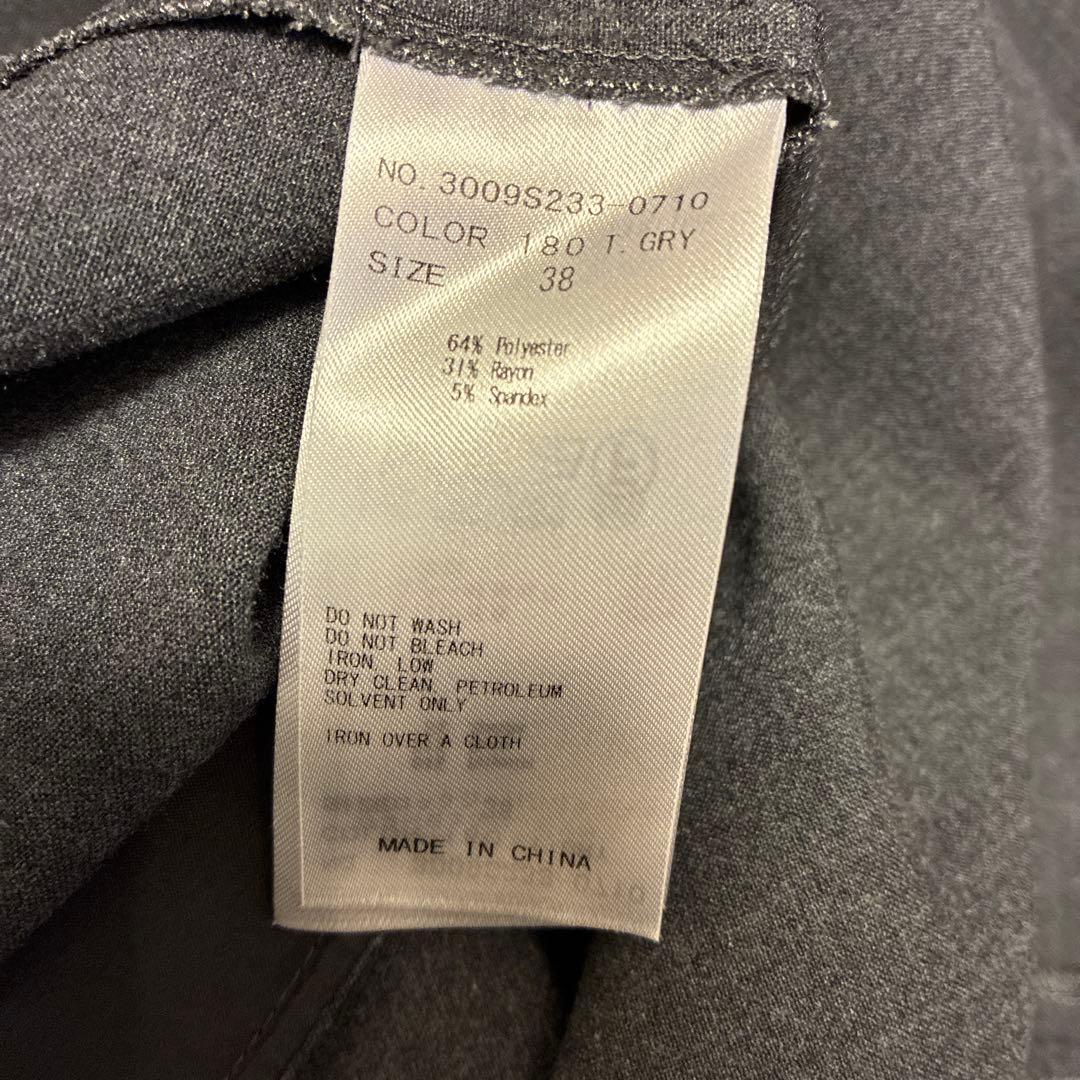 NO. 3009S233-0710
COLOR 180 T. GRY
SIZE 38
64% Polyester
31% Rayon
5% Spandex
DO NOT WASH
DO NOT BLEACH
IRON, LOW
DRY CLEAN, PETROLEUM
SOLVENT ONLY
IRON OVER A CLOTH
MADE IN CHINA